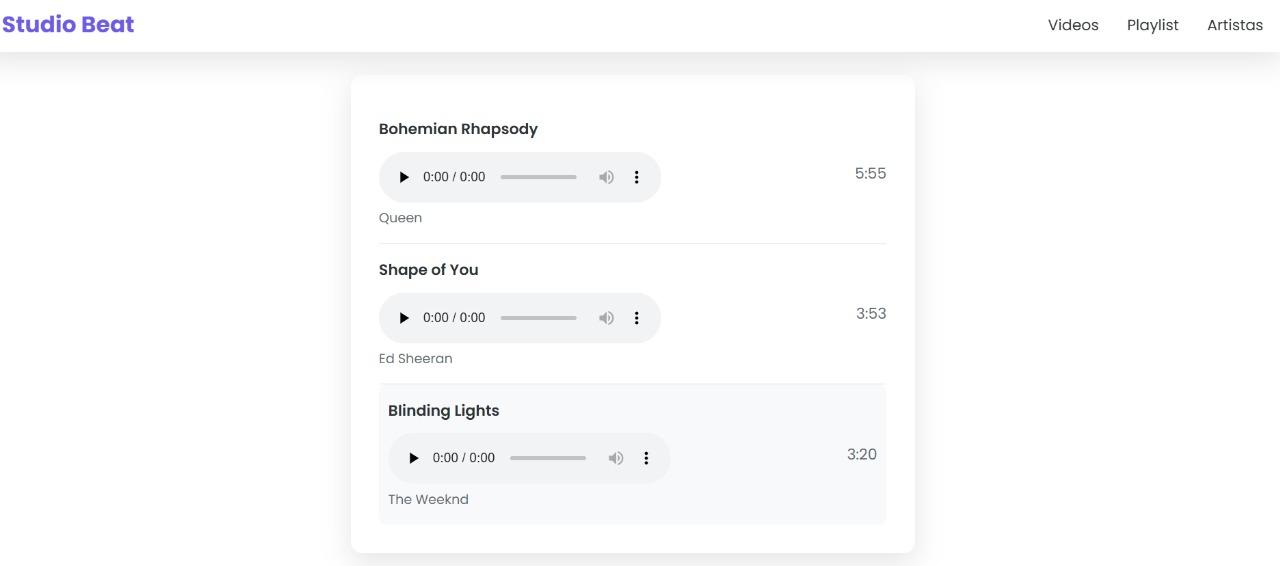 Studio Beat Videos Playlist Artistas
Bohemian Rhapsody
0:00 / 0:00
5:55
Queen
Shape of You
0:00 / 0:00
3:53
Ed Sheeran
Blinding Lights
0:00 / 0:00
3:20
The Weeknd